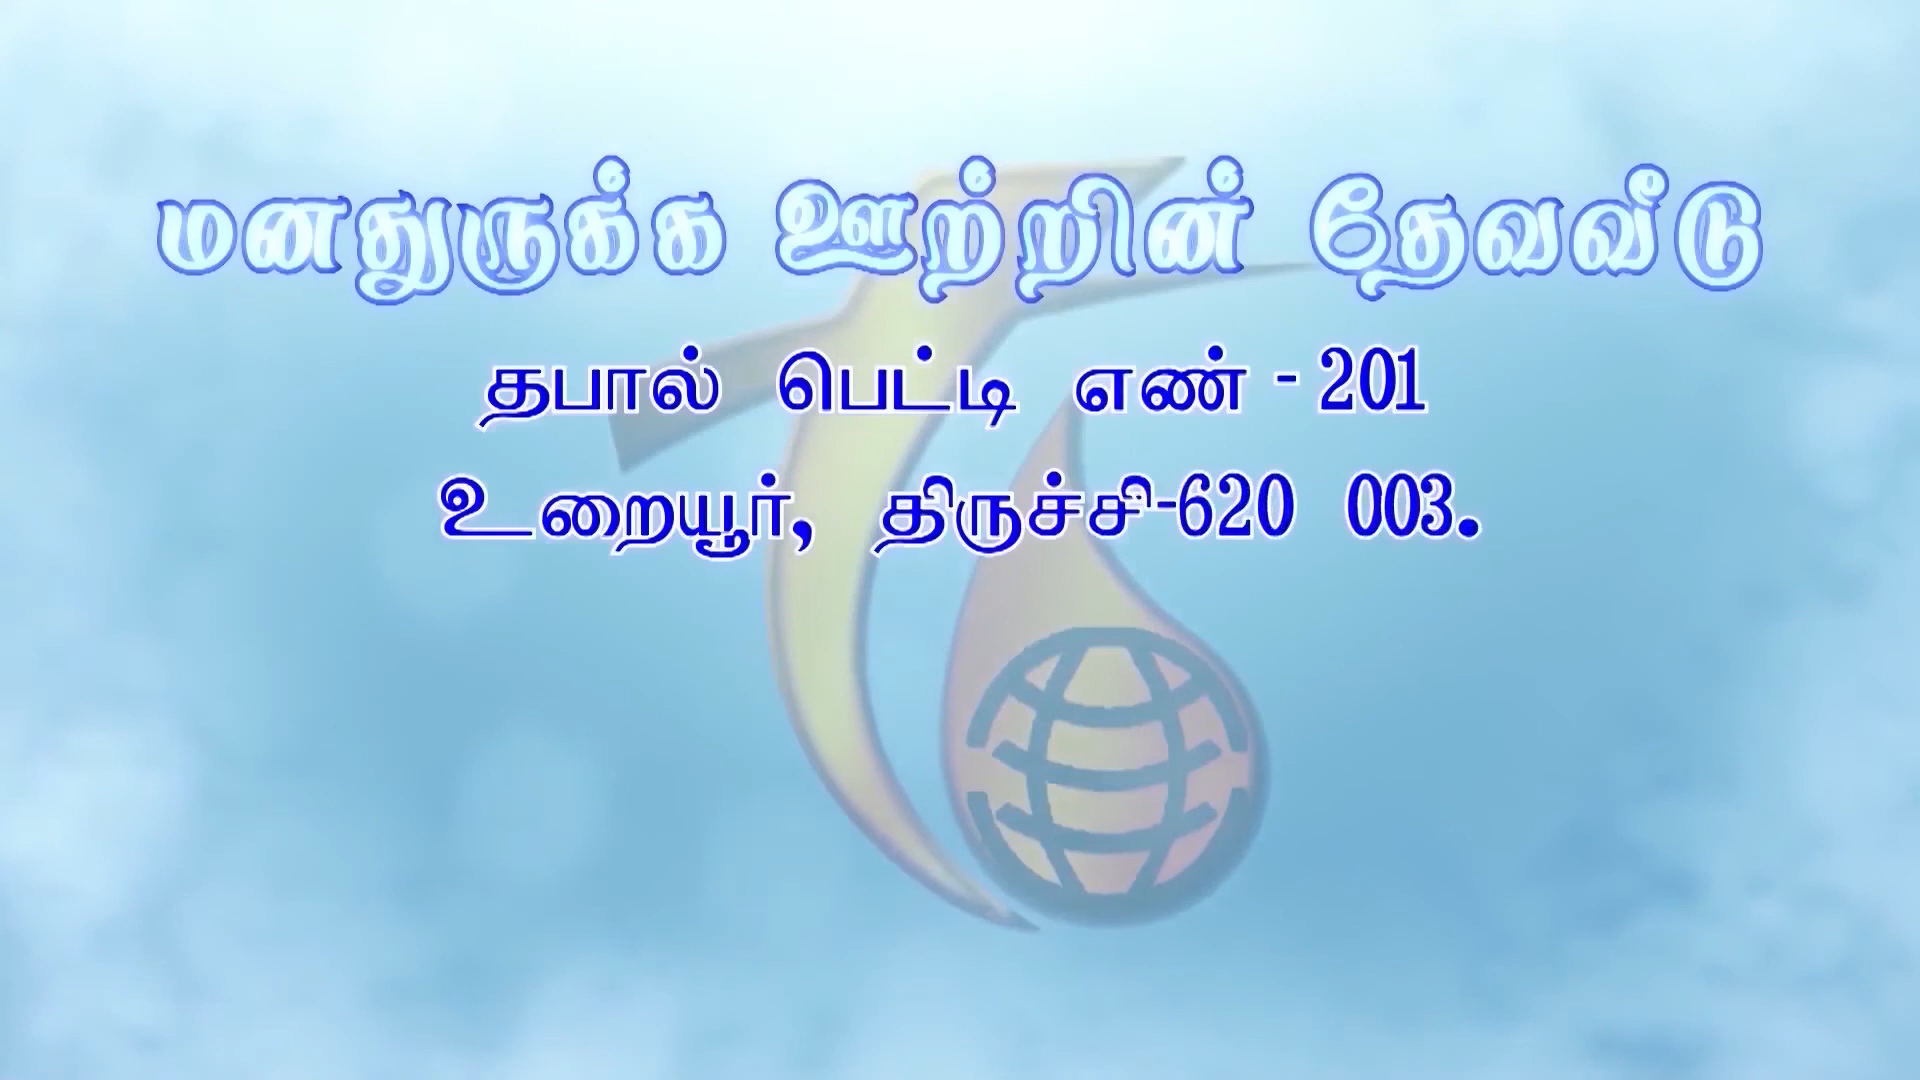 மனதுருக்க ஊற்றின் தேவவீடு
தபால் பெட்டி எண் - 201
உறையூர், திருச்சி-620 003.